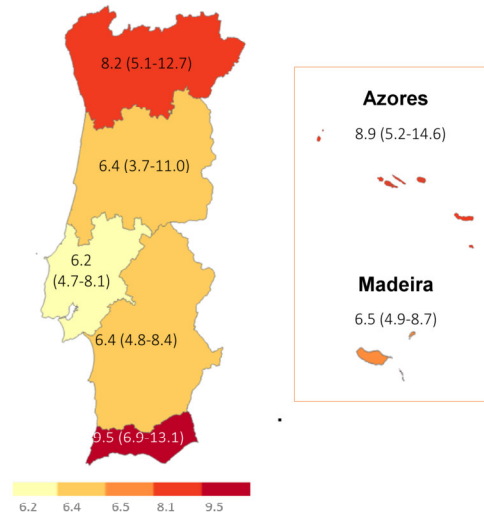 8.2 (5.1-12.7)
6.4 (3.7-11.0)
6.2
(4.7-8.1)
6.4 (4.8-8.4)
9.5 (6.9-13.1)
Azores
8.9 (5.2-14.6)
Madeira
6.5 (4.9-8.7)
6.2 6.4 6.5 8.1 9.5